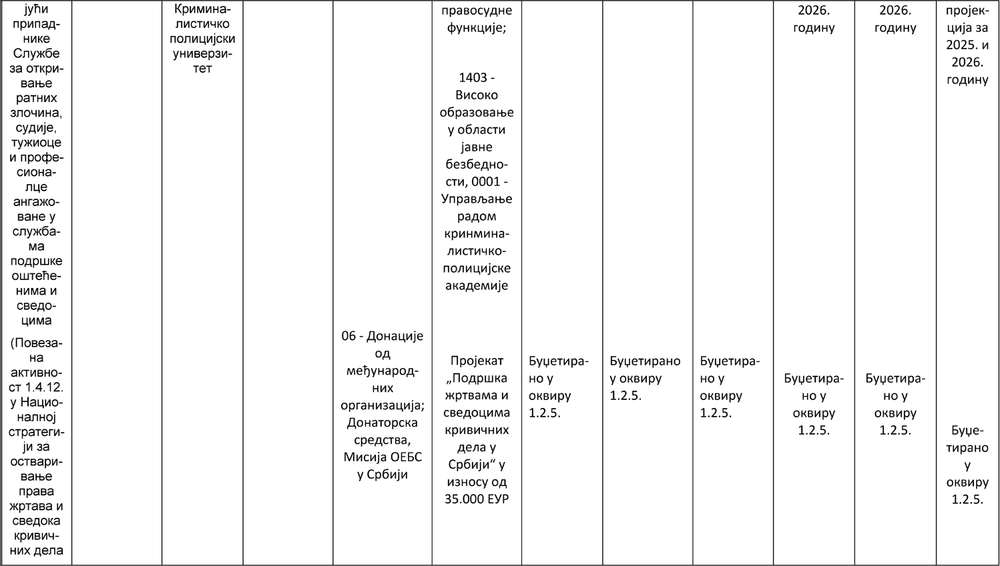 јући
припад-
нике
Службе
за откри-
вање
ратних
злочина,
судије,
тужиоце
и профе-
сиона-
лце
ангажо-
ване у
служба-
ма
подршке
оштеће-
нима и
сведо-
цима
(Повеза-
на
активно-
ст 1.4.12.
у Нацио-
налној
стратеги-
ји за
оствари-
вање
права
жртава и
сведока
кривич-
них дела
Кримина-
листичко
полицијски
универзи-
тет
06 - Донације
од
међународ-
них
организација;
Донаторска
средства,
Мисија ОЕБС
у Србији
правосудне
функције;
1403 -
Високо
образовање
у области
јавне
безбедно-
сти, 0001 -
Управљање
радом
кринмина-
листичко-
полицијске
академије
Пројекат
„Подршка
жртвама и
сведоцима
кривичних
дела у
Србији“ у
износу од
35.000 ЕУР
Буџетира-
но у
оквиру
1.2.5.
Буџетирано
у оквиру
1.2.5.
Буџетира-
но у
оквиру
1.2.5.
2026.
годину
Буџетира-
но у
оквиру
1.2.5.
2026.
годину
Буџетира-
но у
оквиру
1.2.5.
пројек-
ција за
2025. и
2026.
годину
Буџе-
тирано
у
оквиру
1.2.5.